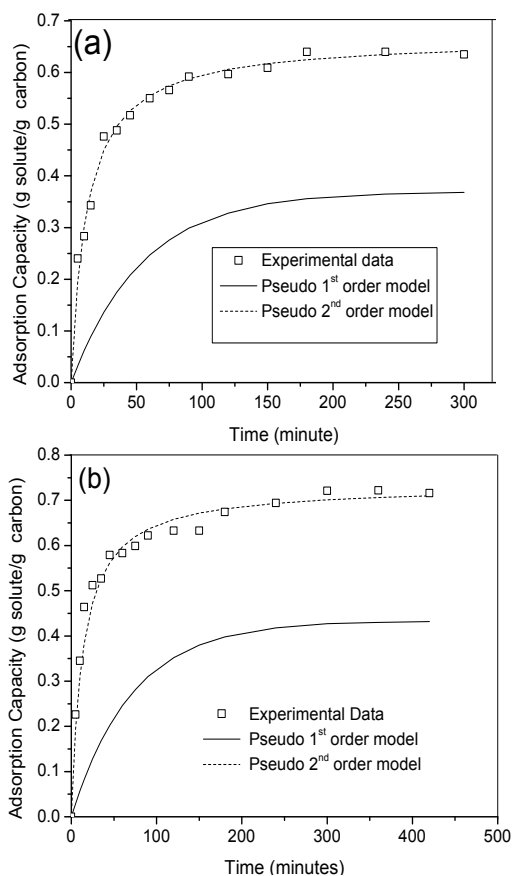 (a)
Adsorption Capacity (g solute/g carbon)
0.7
0.6
0.5
0.4
0.3
0.2
0.1
0.0
Experimental data
Pseudo 1st order model
Pseudo 2nd order model
0 50 100 150 200 250 300
Time (minute)
(b)
Adsorption Capacity (g solute/g carbon)
0.8
0.7
0.6
0.5
0.4
0.3
0.2
0.1
0.0
Experimental Data
Pseudo 1st order model
Pseudo 2nd order model
0 100 200 300 400 500
Time (minutes)